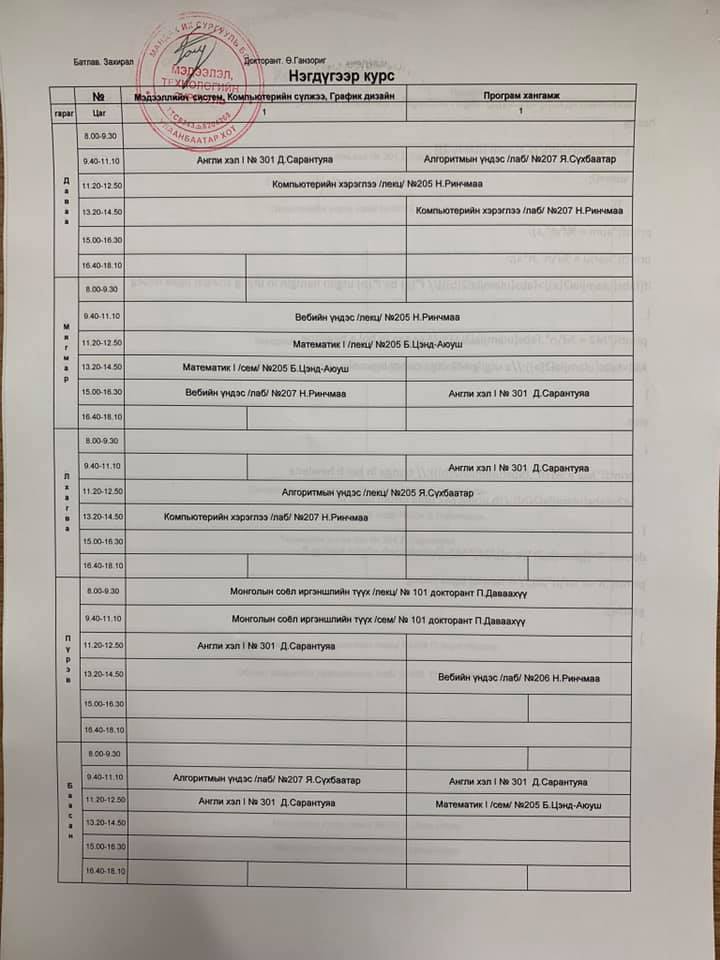 Батлав. Захирал Докторант. Ө.Ганзориг
МЭДЭЭЛЭЛ,
ТЕХНОЛОГИЙН
УЛААНБААТАР ХОТ
Нэгдүгээр курс
№ Мэдээллийн систем, Компьютерийн сүлжээ, График дизайн Програм хангамж
гараг Цаг 1 1
Даваа
8.00-9.30
9.40-11.10 Англи хэл I № 301 Д.Сарантуяа Алгоритмын үндэс /лаб/ №207 Я.Сүхбаатар
11.20-12.50 Компьютерийн хэрэглээ /лекц/ №205 Н.Ринчмаа
13.20-14.50 Компьютерийн хэрэглээ /лаб/ №207 Н.Ринчмаа
15.00-16.30
16.40-18.10
Мягмар
8.00-9.30
9.40-11.10 Вебийн үндэс /лекц/ №205 Н.Ринчмаа
11.20-12.50 Математик I /лекц/ №205 Б.Цэнд-Аюуш
13.20-14.50 Математик I /сем/ №205 Б.Цэнд-Аюуш
15.00-16.30 Вебийн үндэс /лаб/ №207 Н.Ринчмаа Англи хэл I № 301 Д.Сарантуяа
16.40-18.10
Лхагва
8.00-9.30
9.40-11.10 Англи хэл I № 301 Д.Сарантуяа
11.20-12.50 Алгоритмын үндэс /лекц/ №205 Я.Сүхбаатар
13.20-14.50 Компьютерийн хэрэглээ /лаб/ №207 Н.Ринчмаа
15.00-16.30
16.40-18.10
Пүрэв
8.00-9.30 Монголын соёл иргэншлийн түүх /лекц/ № 101 докторант П.Даваахүү
9.40-11.10 Монголын соёл иргэншлийн түүх /сем/ № 101 докторант П.Даваахүү
11.20-12.50 Англи хэл I № 301 Д.Сарантуяа
13.20-14.50 Вебийн үндэс /лаб/ №206 Н.Ринчмаа
15.00-16.30
16.40-18.10
Баасан
8.00-9.30
9.40-11.10 Алгоритмын үндэс /лаб/ №207 Я.Сүхбаатар Англи хэл I № 301 Д.Сарантуяа
11.20-12.50 Англи хэл I № 301 Д.Сарантуяа Математик I /сем/ №205 Б.Цэнд-Аюуш
13.20-14.50
15.00-16.30
16.40-18.10